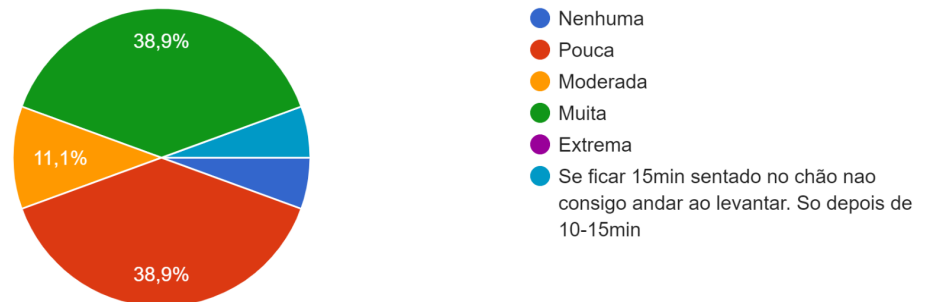 38,9%
11,1%
38,9%
Nenhuma
Pouca
Moderada
Muita
Extrema
Se ficar 15min sentado no chão nao
consigo andar ao levantar. So depois de
10-15min